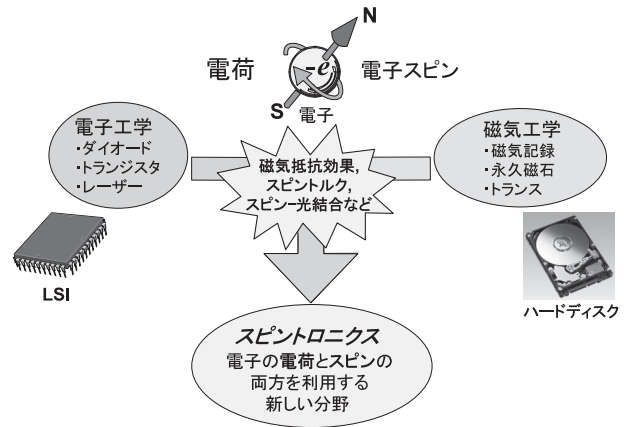 N
電荷
-e
電子スピン
S
電子
電子工学
・ダイオード
・トランジスタ
・レーザー
磁気抵抗効果,
スピントルク,
スピン−光結合など
磁気工学
・磁気記録
・永久磁石
・トランス
LSI
ハードディスク
スピントロニクス
電子の電荷とスピンの
両方を利用する
新しい分野